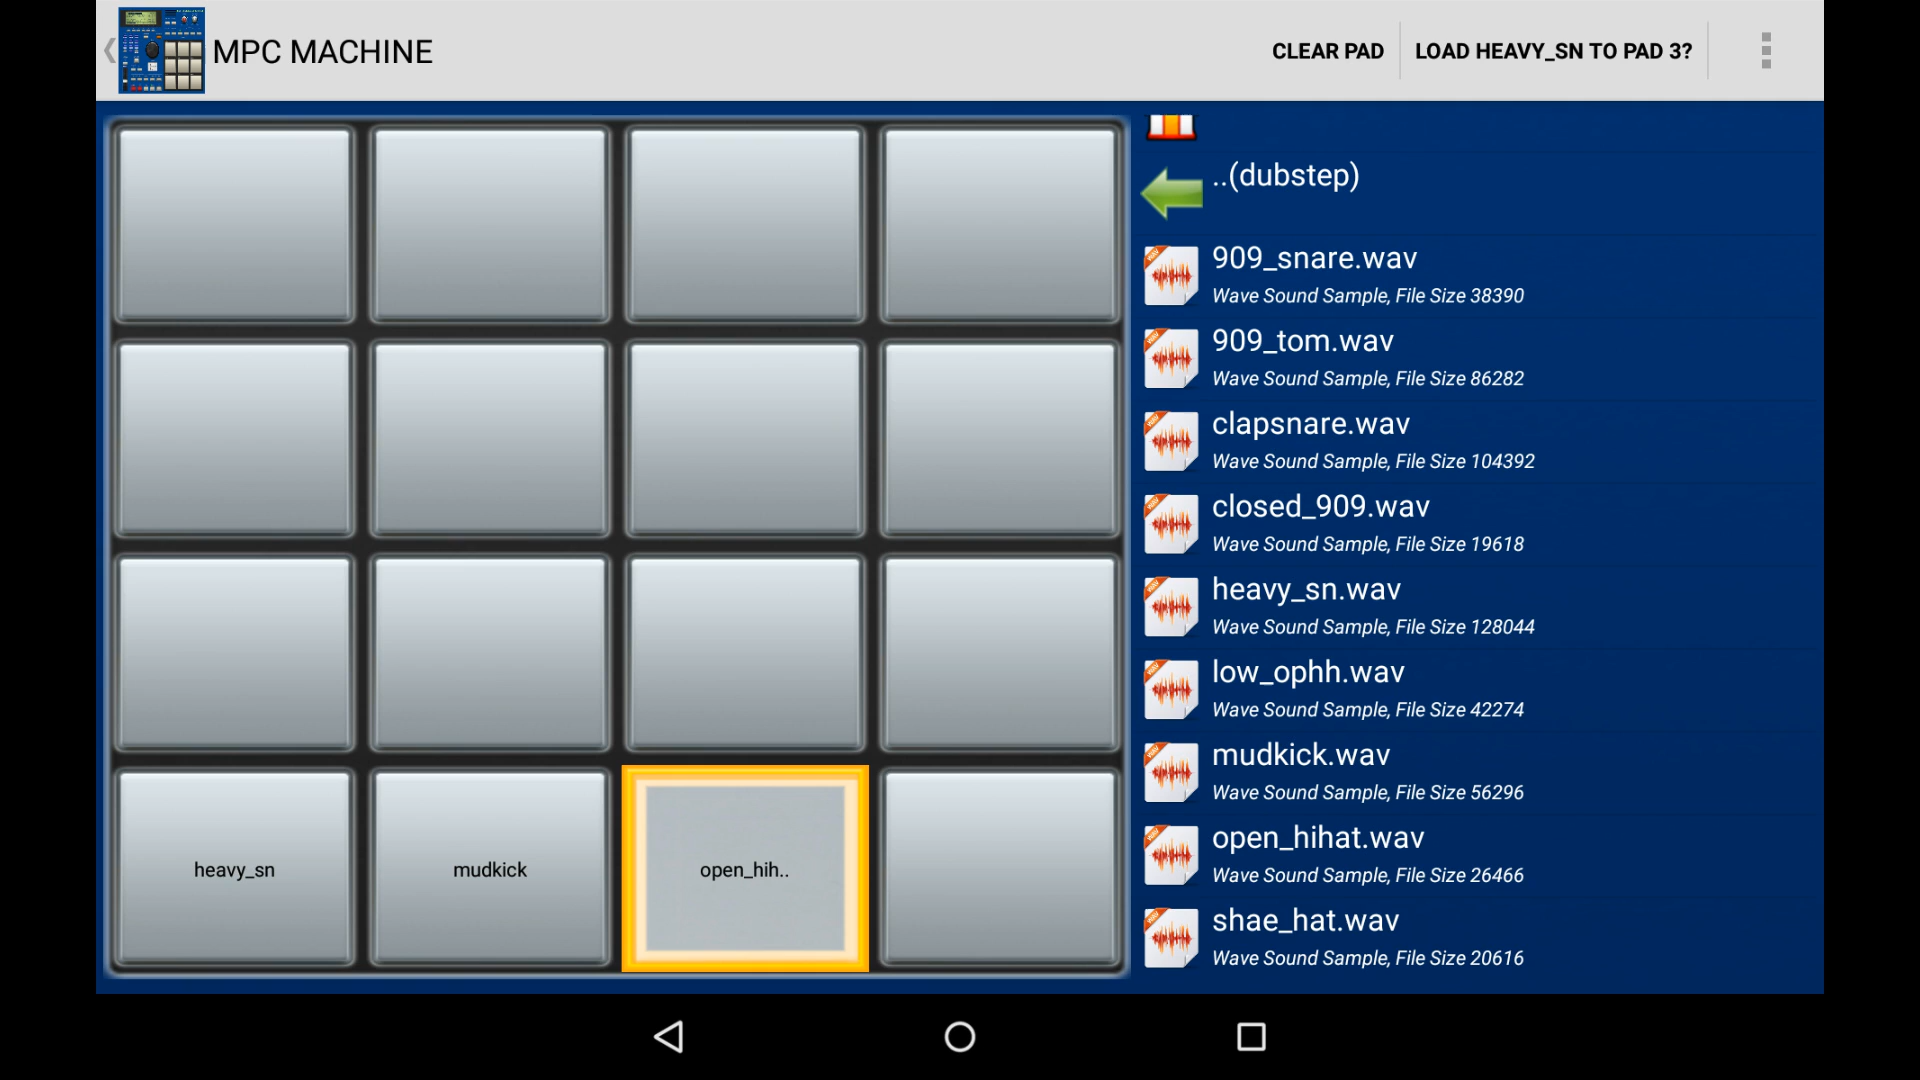 MPC MACHINE
CLEAR PAD
LOAD HEAVY_SN TO PAD 3?
heavy_sn
mudkick
open_hih..
..(dubstep)
909_snare.wav
Wave Sound Sample, File Size 38390
909_tom.wav
Wave Sound Sample, File Size 86282
clapsnare.wav
Wave Sound Sample, File Size 104392
closed_909.wav
Wave Sound Sample, File Size 19618
heavy_sn.wav
Wave Sound Sample, File Size 128044
low_ophh.wav
Wave Sound Sample, File Size 42274
mudkick.wav
Wave Sound Sample, File Size 56296
open_hihat.wav
Wave Sound Sample, File Size 26466
shae_hat.wav
Wave Sound Sample, File Size 20616